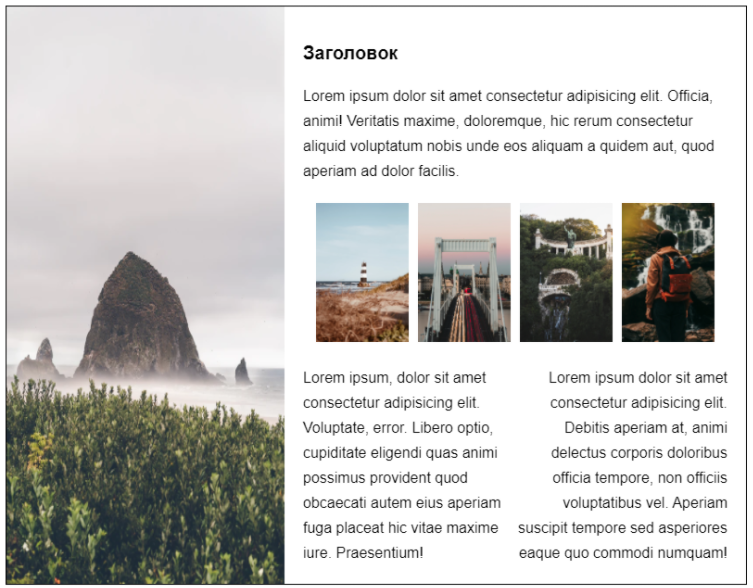 Заголовок
Lorem ipsum dolor sit amet consectetur adipisicing elit. Officia,
animi! Veritatis maxime, doloremque, hic rerum consectetur
aliquid voluptatum nobis unde eos aliquam a quidem aut, quod
aperiam ad dolor facilis.
Lorem ipsum, dolor sit amet
consectetur adipisicing elit.
Voluptate, error. Libero optio,
cupiditate eligendi quas animi
possimus provident quod
obcaecati autem eius aperiam
fuga placeat hic vitae maxime
iure. Praesentium!
Lorem ipsum dolor sit amet
consectetur adipisicing elit.
Debitis aperiam at, animi
delectus corporis doloribus
officia tempore, non officiis
voluptatibus vel. Aperiam
suscipit tempore sed asperiores
eaque quo commodi numquam!